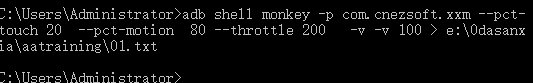 C:\Users\Administrator>adb shell monkey -p com.cnezsoft.xxm --pct-
touch 20  --pct-motion  80 --throttle 200   -v -v 100 > e:\0dasanx
ia\aatraining\01.txt
C:\Users\Administrator>